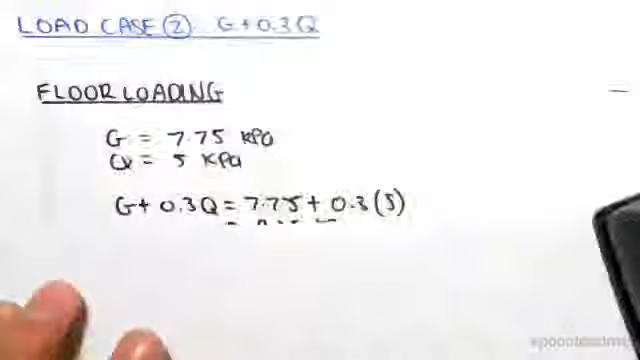 LOAD CASE ② G+0.3Q
FLOOR LOADING
G = 7.75 KPa
Q = 5 KPa
G+ 0.3Q = 7.75 + 0.3(5)
=